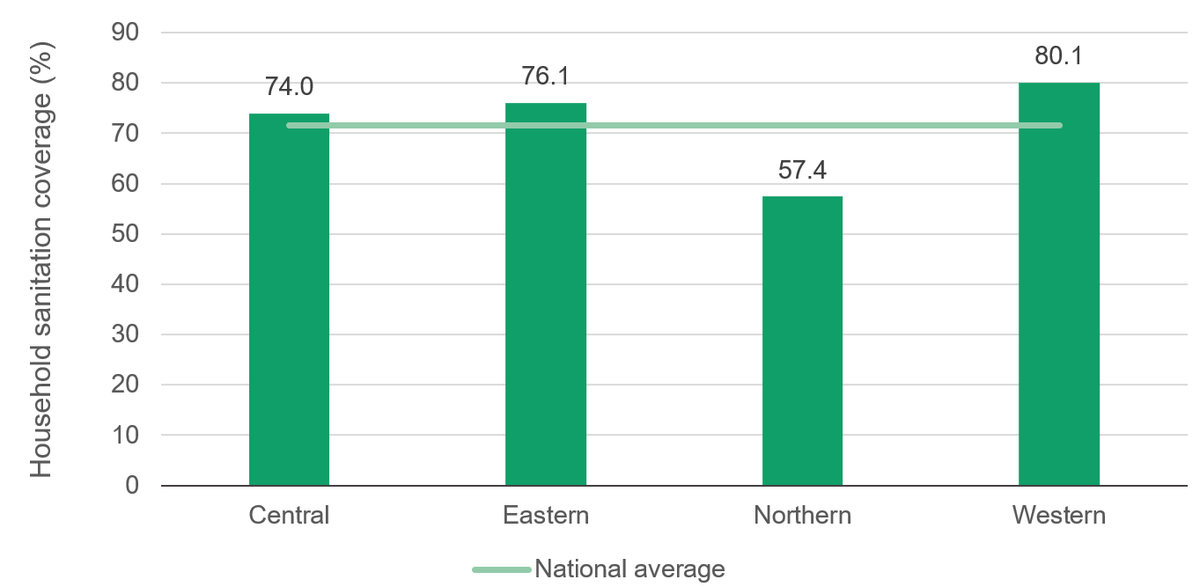 Household sanitation coverage (%)
90
80
70
60
50
40
30
20
10
0
74.0
76.1
57.4
80.1
Central
Eastern
Northern
Western
National average